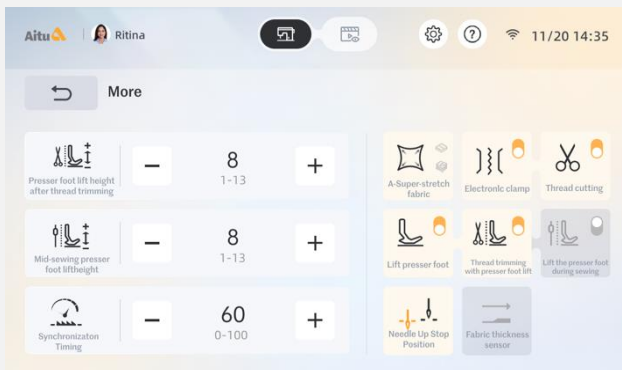 Aitu Ritina 11/20 14:35
More
Presser foot lift height
after thread trimming
8
1-13
Mid-sewing presser
foot liftheight
8
1-13
Synchronizaton
Timing
60
0-100
A-Super-stretch
fabric
Electronlc clamp
Thread cutting
Lift presser foot
Thread trimming
with presser foot lift
Lift the presser foot
during sewing
Needle Up Stop
Position
Fabric thickness
sensor